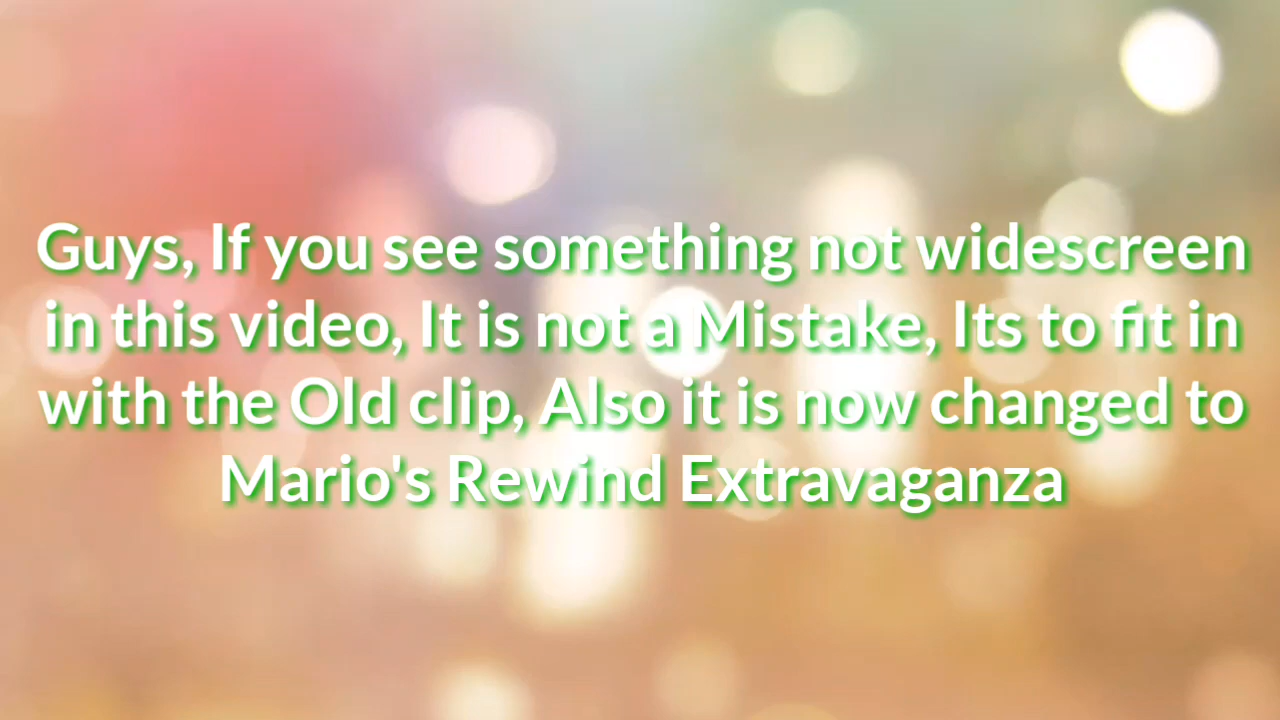 Guys, If you see something not widescreen
in this video, It is not a Mistake, Its to fit in
with the Old clip, Also it is now changed to
Mario's Rewind Extravaganza